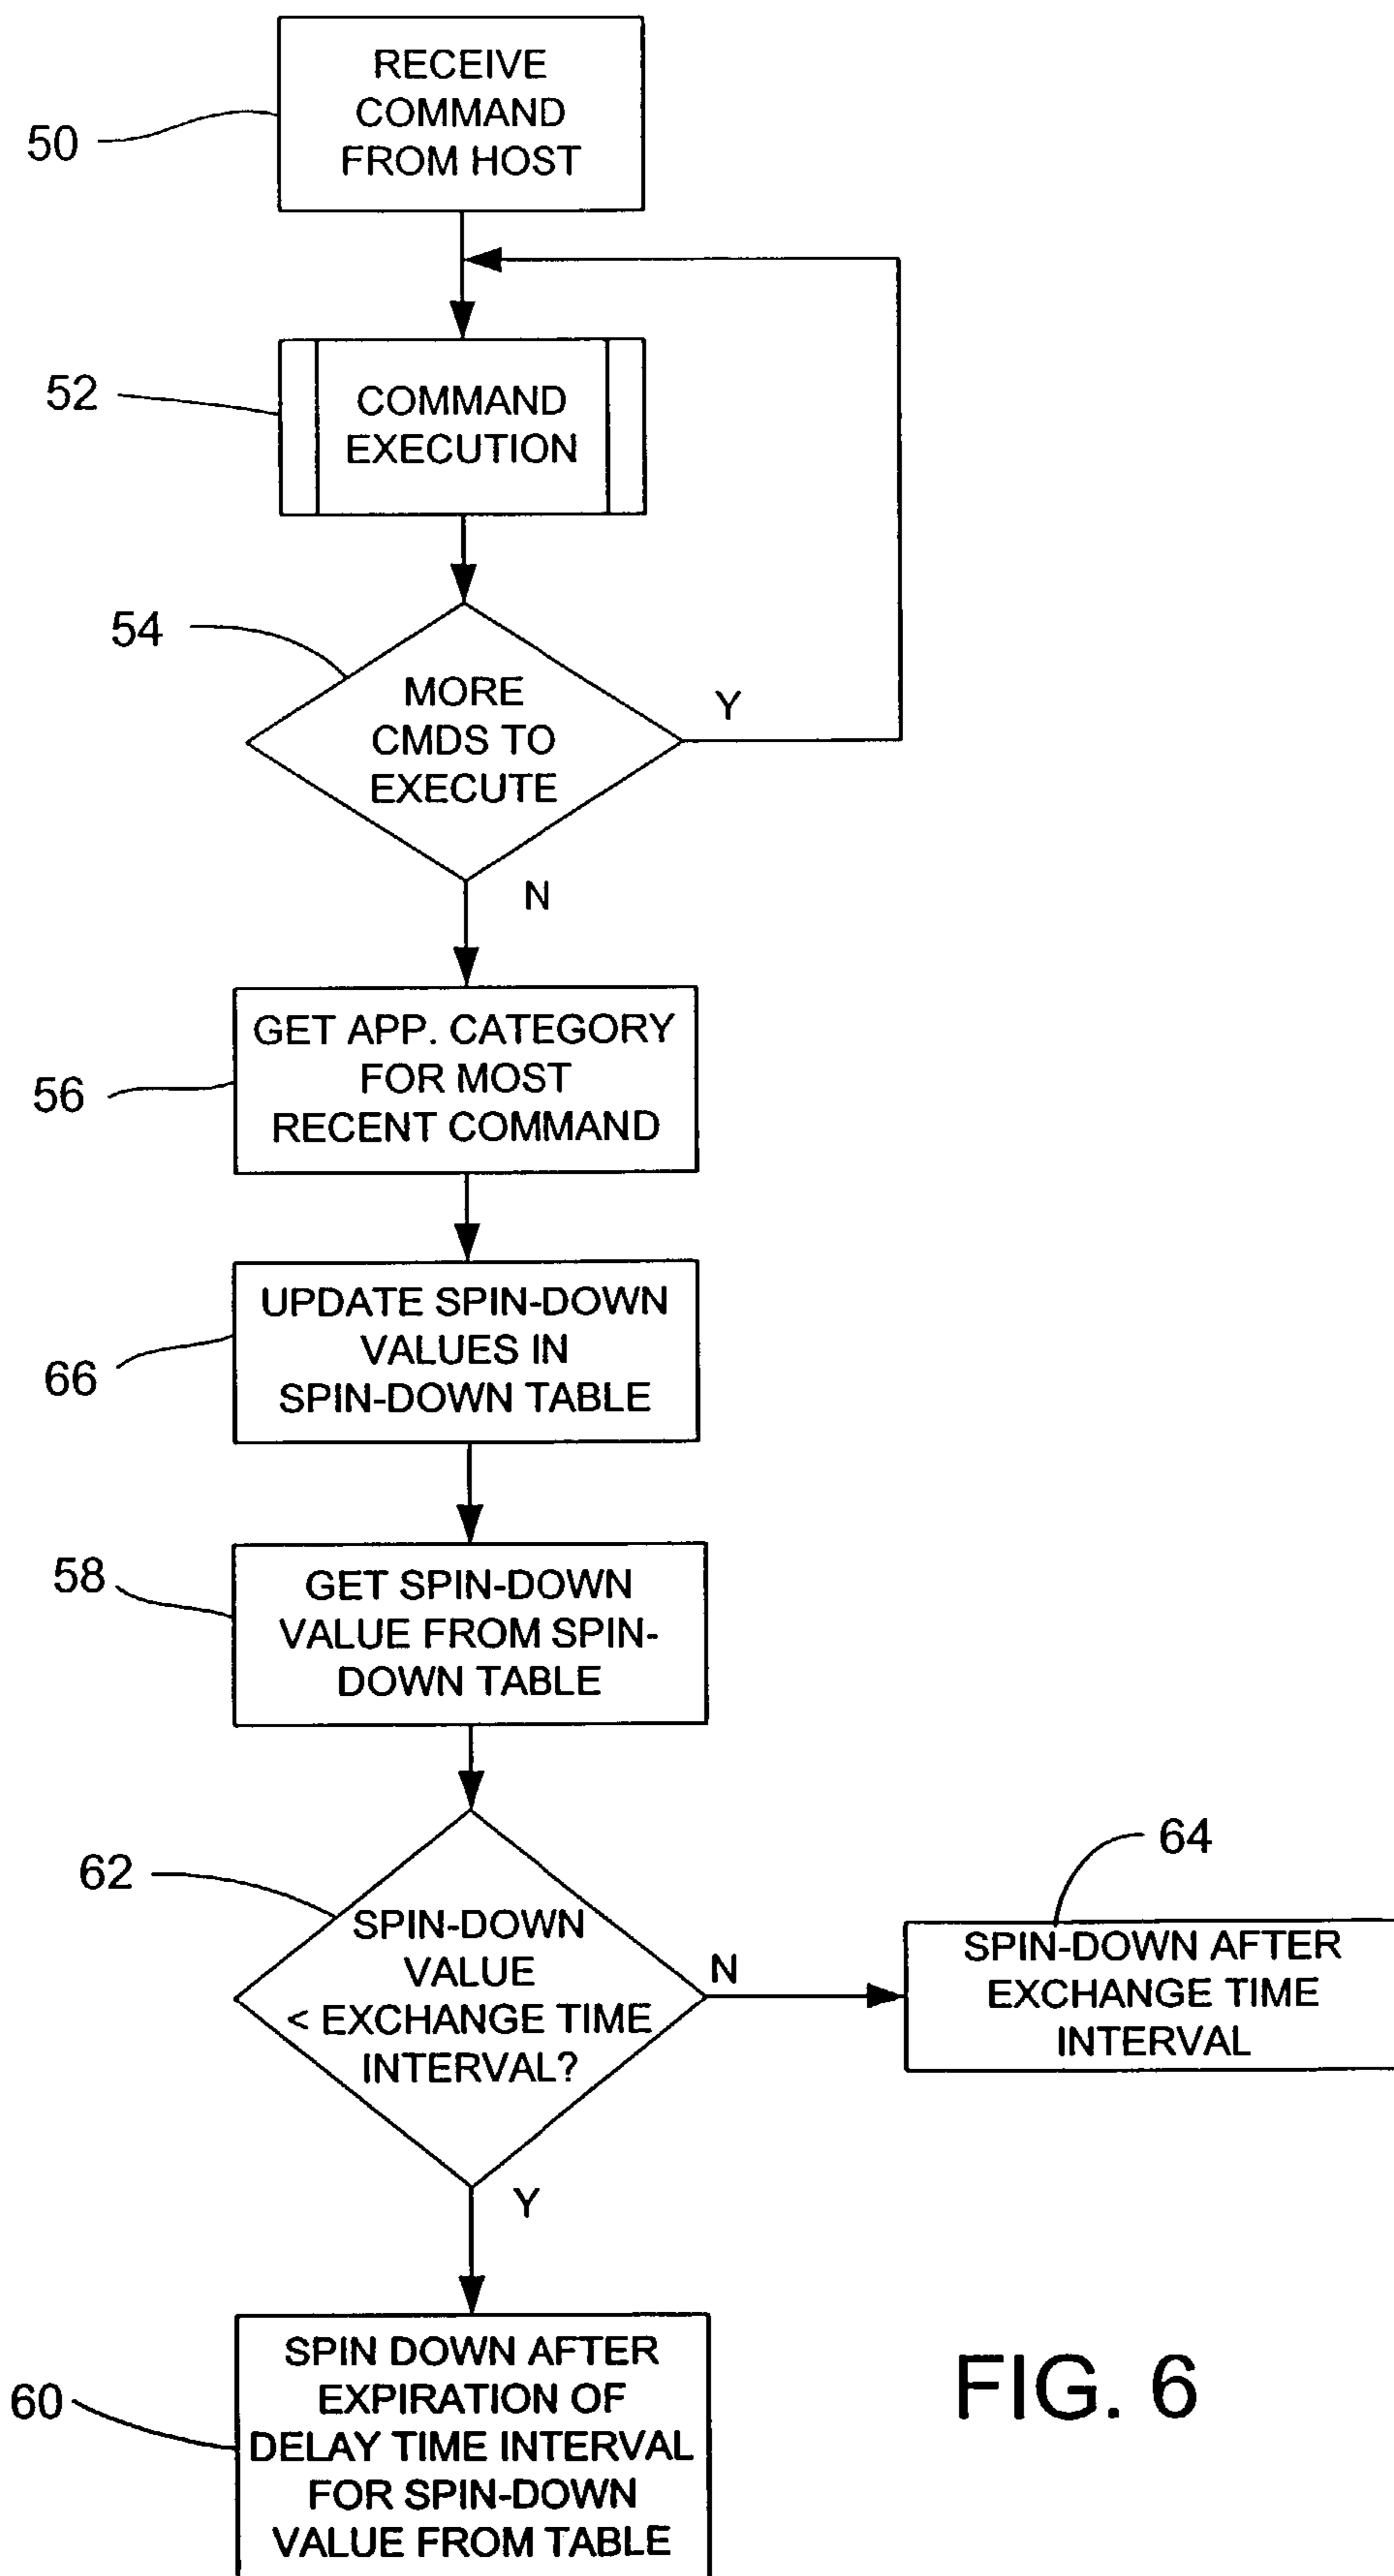 RECEIVE
COMMAND
FROM HOST
50
COMMAND
EXECUTION
52
54
MORE
CMDS TO
EXECUTE
Y
N
GET APP. CATEGORY
FOR MOST
RECENT COMMAND
56
UPDATE SPIN-DOWN
VALUES IN
SPIN-DOWN TABLE
66
58
GET SPIN-DOWN
VALUE FROM SPIN-
DOWN TABLE
62
SPIN-DOWN
VALUE
< EXCHANGE TIME
INTERVAL?
N
64
SPIN-DOWN AFTER
EXCHANGE TIME
INTERVAL
Y
60
SPIN DOWN AFTER
EXPIRATION OF
DELAY TIME INTERVAL
FOR SPIN-DOWN
VALUE FROM TABLE
FIG. 6